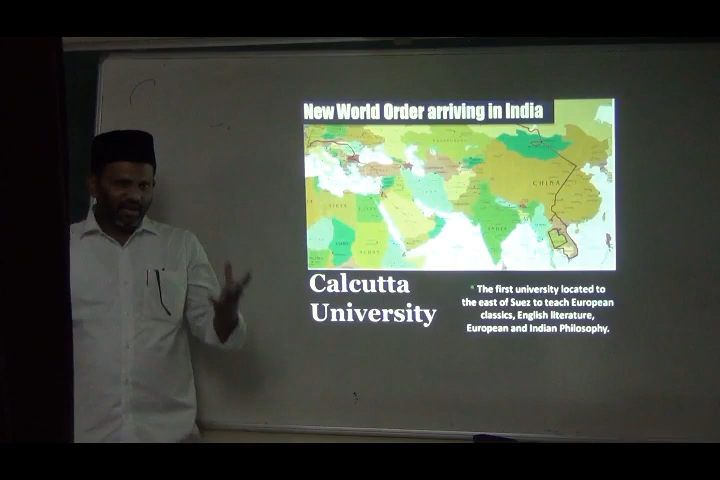 New World Order arriving in India
CHINA
INDIA
Calcutta
University
* The first university located to
the east of Suez to teach European
classics, English literature,
European and Indian Philosophy.